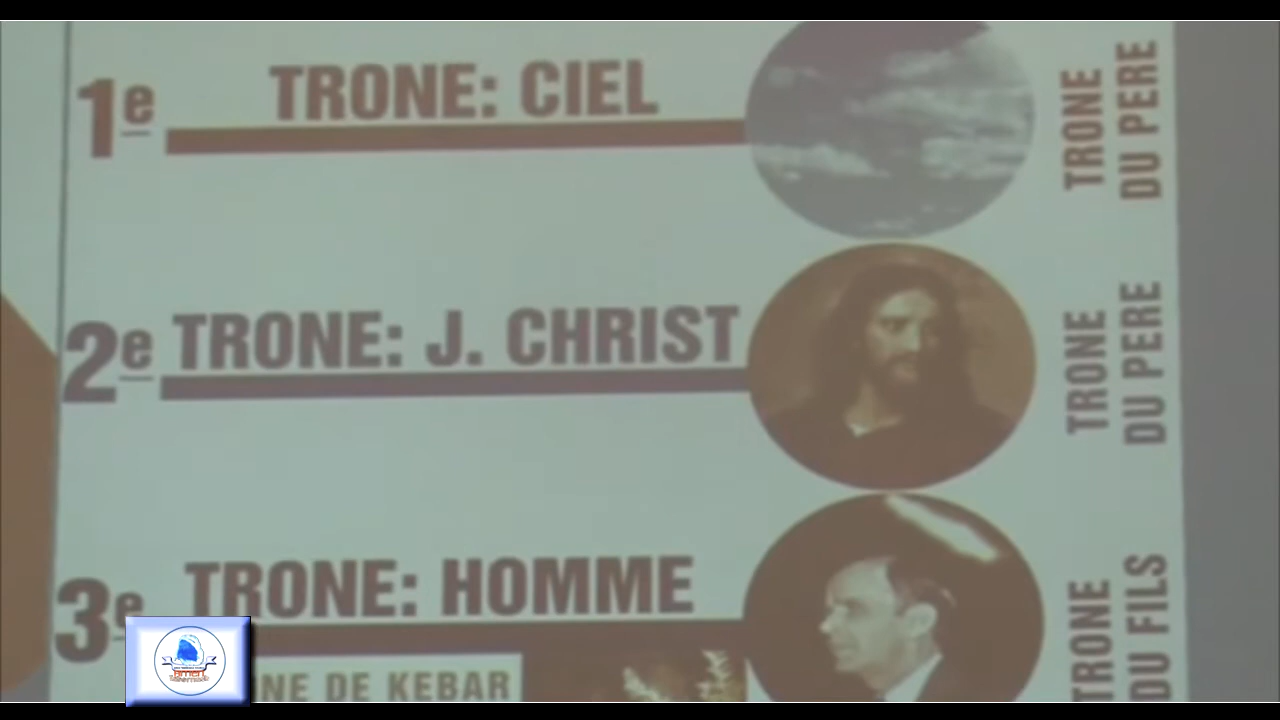 1e TRONE: CIEL
TRONE
DU PERE
2e TRONE: J. CHRIST
TRONE
DU PERE
3e TRONE: HOMME
TRONE
DU FILS
DE KEBAR